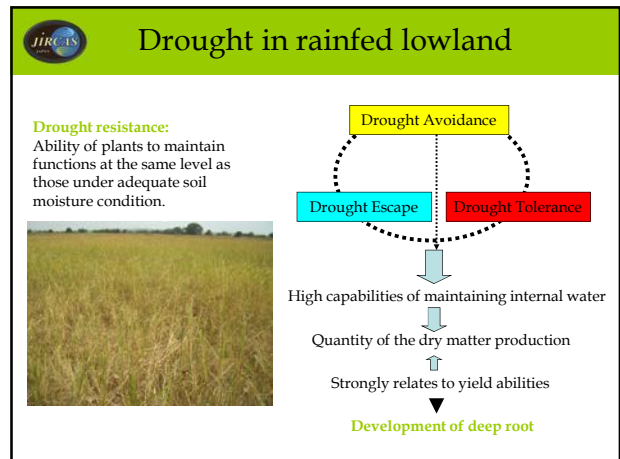 JIRCAS
JAPAN
Drought in rainfed lowland
Drought resistance:
Ability of plants to maintain
functions at the same level as
those under adequate soil
moisture condition.
Drought Avoidance
Drought Escape
Drought Tolerance
High capabilities of maintaining internal water
Quantity of the dry matter production
Strongly relates to yield abilities
Development of deep root